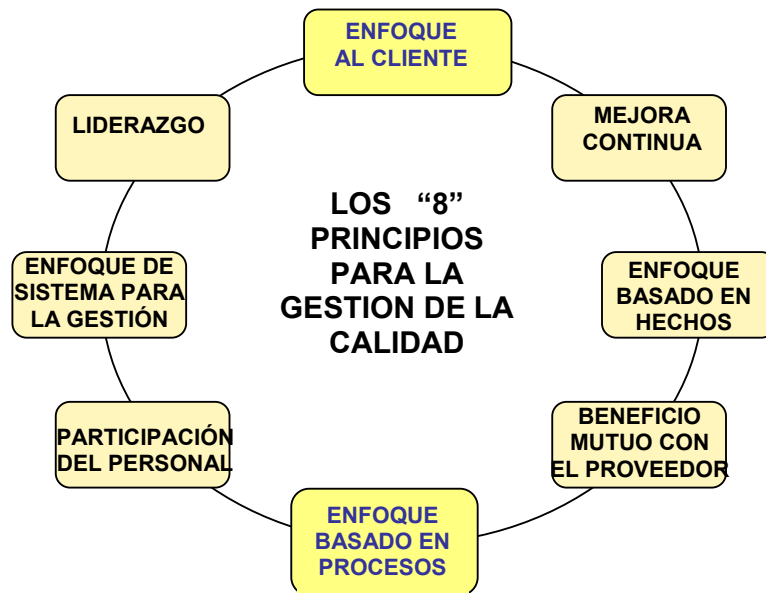 ENFOQUE
AL CLIENTE
LIDERAZGO
MEJORA
CONTINUA
LOS “8”
PRINCIPIOS
PARA LA
GESTION DE LA
CALIDAD
ENFOQUE DE
SISTEMA PARA
LA GESTIÓN
ENFOQUE
BASADO EN
HECHOS
PARTICIPACIÓN
DEL PERSONAL
BENEFICIO
MUTUO CON
EL PROVEEDOR
ENFOQUE
BASADO EN
PROCESOS